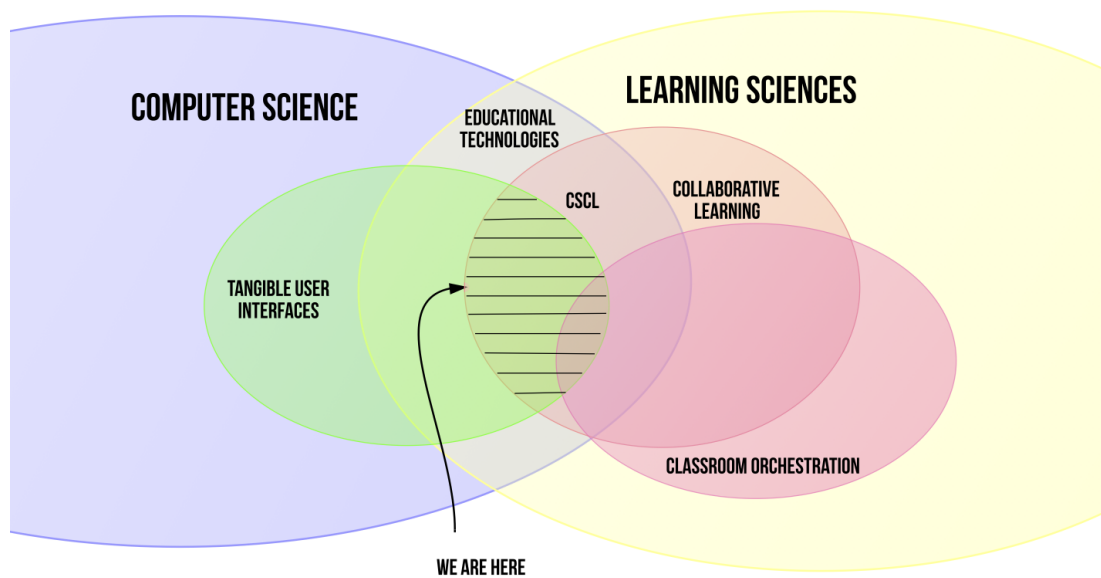 COMPUTER SCIENCE
LEARNING SCIENCES
EDUCATIONAL
TECHNOLOGIES
CSCL
COLLABORATIVE
LEARNING
TANGIBLE USER
INTERFACES
CLASSROOM ORCHESTRATION
WE ARE HERE